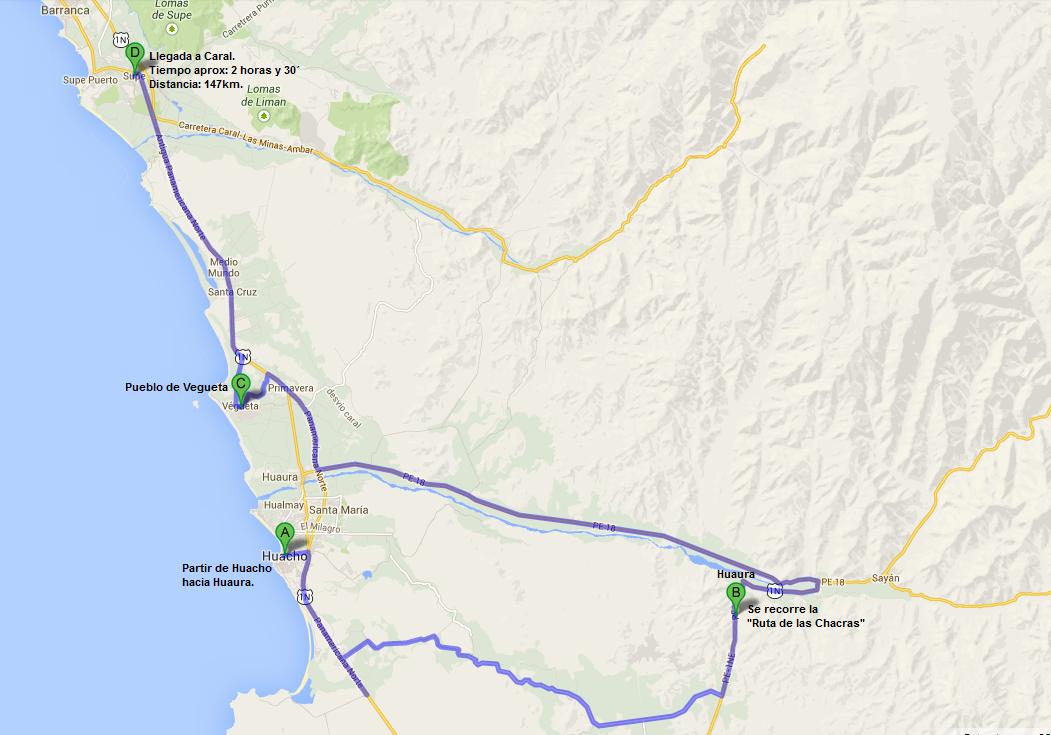 Barranca
Lomas
de Supe
1N
D
Llegada a Caral.
Tiempo aprox: 2 horas y 30´
Distancia: 147km.
Supe Puerto
Supe
Lomas
de Liman
Carretera Caral-Las Minas-Ambar
Antigua Panamericana Norte
Medio
Mundo
Santa Cruz
1N
C
Pueblo de Vegueta
Primavera
Végueta
desvio caral
Panamericana Norte
Huaura
PE 18
Hualmay
Santa María
El Milagro
PE 18
A
Huacho
Partir de Huacho
hacia Huaura.
1N
Huaura
B
1N
PE 18
Sayán
Se recorre la
"Ruta de las Chacras"
Panamericana Norte
PE-1NE